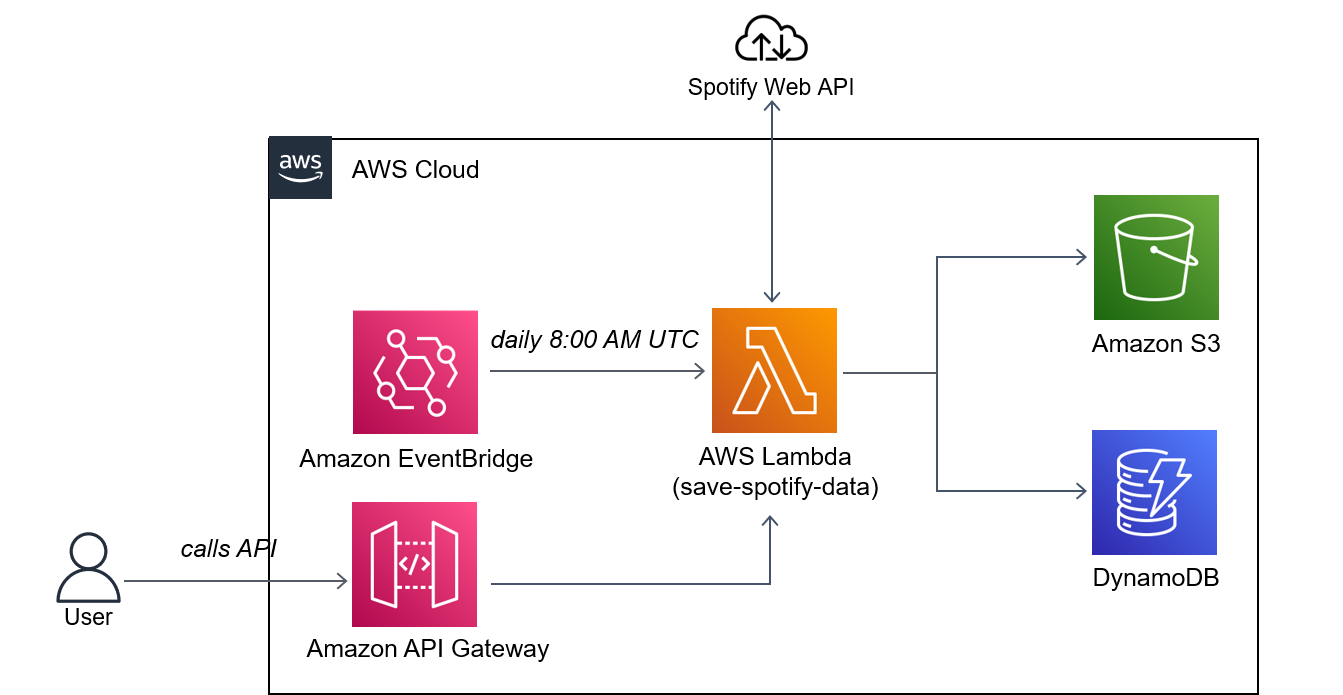 Spotify Web API
aws
AWS Cloud
daily 8:00 AM UTC
Amazon S3
Amazon EventBridge
AWS Lambda
(save-spotify-data)
calls API
</>
DynamoDB
User
Amazon API Gateway